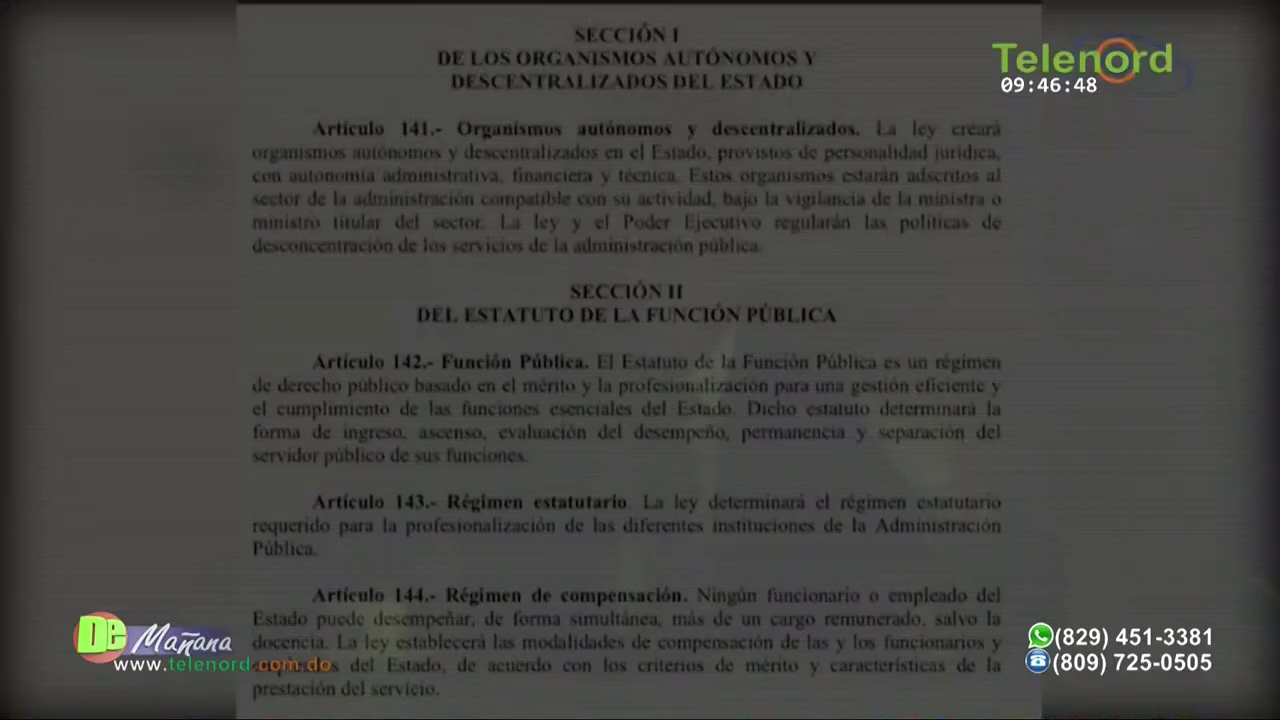 SECCIÓN I
DE LOS ORGANISMOS AUTÓNOMOS Y
DESCENTRALIZADOS DEL ESTADO
Telenord
09:46:48
Artículo 141.- Organismos autónomos y descentralizados. La ley creará
organismos autónomos y descentralizados en el Estado, provistos de personalidad jurídica,
con autonomía administrativa, financiera y técnica. Estos organismos estarán adscritos al
sector de la administración compatible con su actividad, bajo la vigilancia de la ministra o
ministro titular del sector. La ley y el Poder Ejecutivo regularán las políticas de
desconcentración de los servicios de la administración pública.
SECCIÓN II
DEL ESTATUTO DE LA FUNCIÓN PÚBLICA
Artículo 142.- Función Pública. El Estatuto de la Función Pública es un régimen
de derecho público basado en el mérito y la profesionalización para una gestión eficiente y
el cumplimiento de las funciones esenciales del Estado. Dicho estatuto determinará la
forma de ingreso, ascenso, evaluación del desempeño, permanencia y separación del
servidor público de sus funciones.
Artículo 143.- Régimen estatutario. La ley determinará el régimen estatutario
requerido para la profesionalización de las diferentes instituciones de la Administración
Pública.
Artículo 144.- Régimen de compensación. Ningún funcionario o empleado del
Estado puede desempeñar, de forma simultánea, más de un cargo remunerado, salvo la
docencia. La ley establecerá las modalidades de compensación de las y los funcionarios y
del Estado, de acuerdo con los criterios de mérito y características de la
prestación del servicio.
De Mañana
www.telenord.com.do
(829) 451-3381
(809) 725-0505